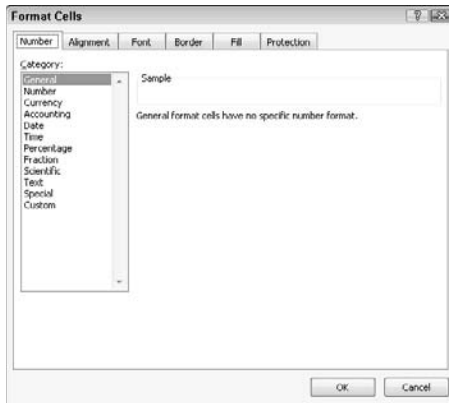 Format Cells
Number Alignment Font Border Fill Protection
Category:
General
Number
Currency
Accounting
Date
Time
Percentage
Fraction
Scientific
Text
Special
Custom
Sample
General format cells have no specific number format.
OK Cancel